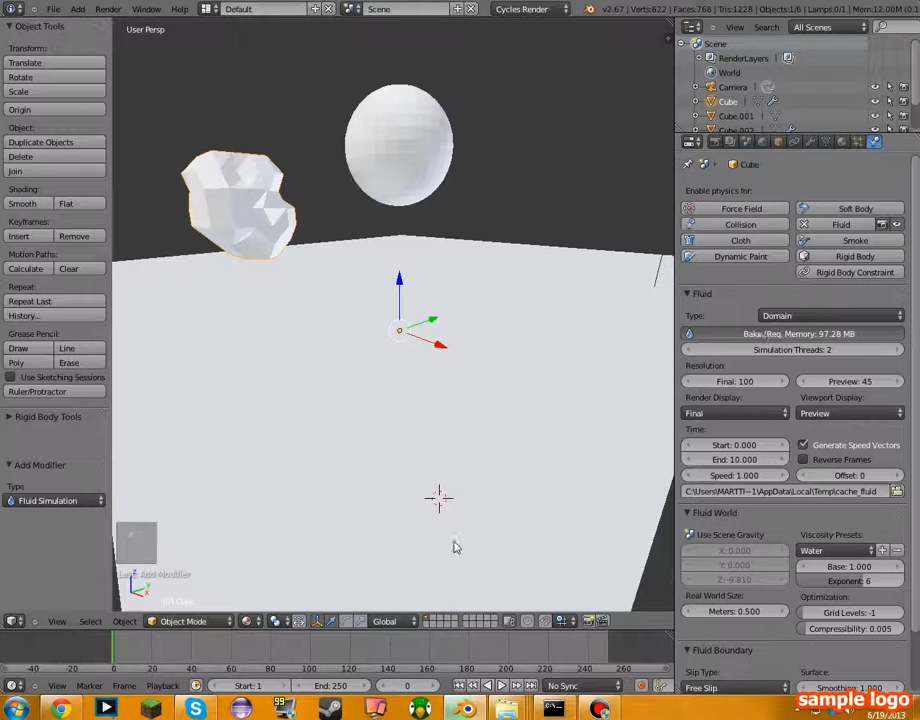 File Add Render Window Help Default Scene Cycles Render v2.67 | Verts:622 | Faces:768 | Tris:1228 | Objects:1/6 | Lamps:0/1 | Mem:12.00M
Object Tools
User Persp
View Search All Scenes
Transform:
Scene
Translate
RenderLayers
Rotate
World
Scale
Camera
Cube
Origin
Cube.001
Object:
Cube.002
Duplicate Objects
Delete
Join
Cube
Shading:
Enable physics for:
Smooth Flat
Force Field Soft Body
Keyframes:
Collision Fluid
Insert Remove
Cloth Smoke
Motion Paths:
Dynamic Paint Rigid Body
Calculate Clear
Rigid Body Constraint
Repeat:
Fluid
Repeat Last
History...
Type: Domain
Grease Pencil:
Bake (Req. Memory: 97.28 MB
Draw Line
Simulation Threads: 2
Poly Erase
Resolution:
Use Sketching Sessions
Final: 100 Preview: 45
Ruler/Protractor
Render Display: Viewport Display:
Final Preview
Rigid Body Tools
Time:
Start: 0.000 Generate Speed Vectors
End: 10.000 Reverse Frames
Add Modifier
Speed: 1.000 Offset: 0
Type
C:\Users\MARTTI~1\AppData\Local\Temp\cache_fluid
Fluid Simulation
Fluid World
Use Scene Gravity Viscosity Presets:
X: 0.000 Water
Y: 0.000 Base: 1.000
Z: -9.810 Exponent: 6
Last: Add Modifier
Real World Size: Optimization:
(0) Cube
Meters: 0.500 Grid Levels: -1
View Select Object Object Mode Global
Compressibility: 0.005
Fluid Boundary
-40 -20 0 20 40 60 80 100 120 140 160 180 200 220 240 260
Slip Type: Surface:
View Marker Frame Playback Start: 1 End: 250 0 No Sync
Free Slip Smoothing: 1.000
sample logo
6/19/2013